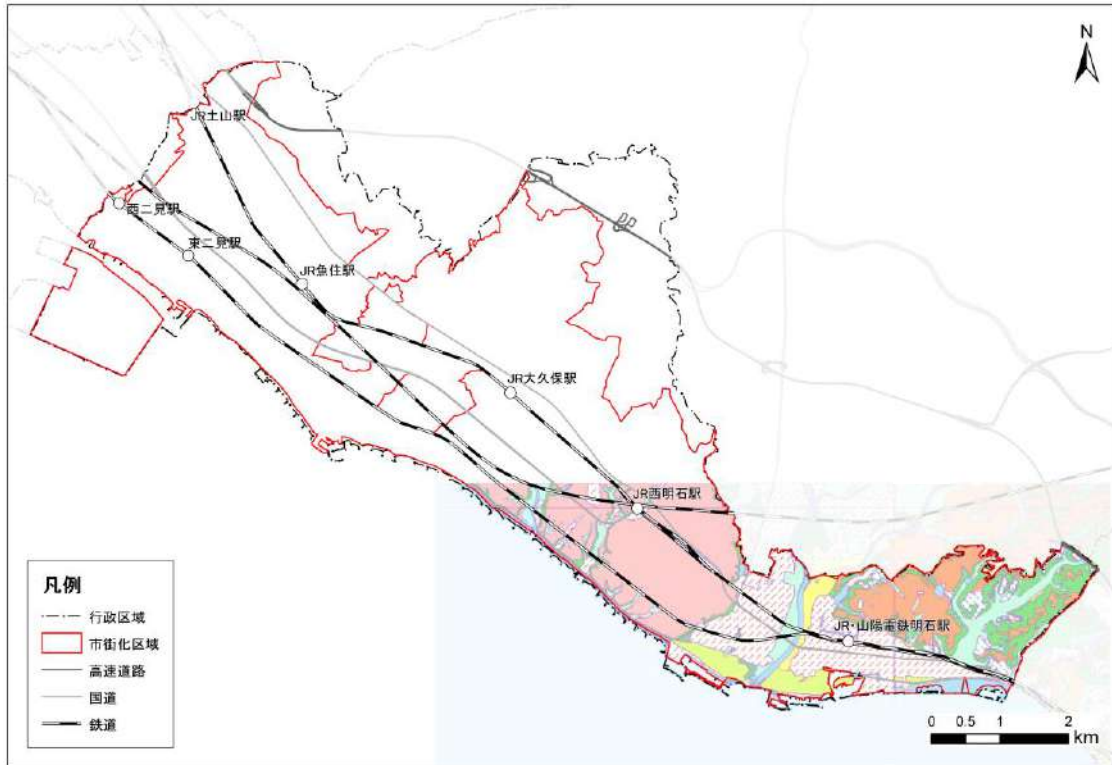 N
JR土山駅
西二見駅
東二見駅
JR魚住駅
JR大久保駅
JR西明石駅
JR・山陽電鉄明石駅
凡例
行政区域
市街化区域
高速道路
国道
鉄道
0 0.5 1 2
km